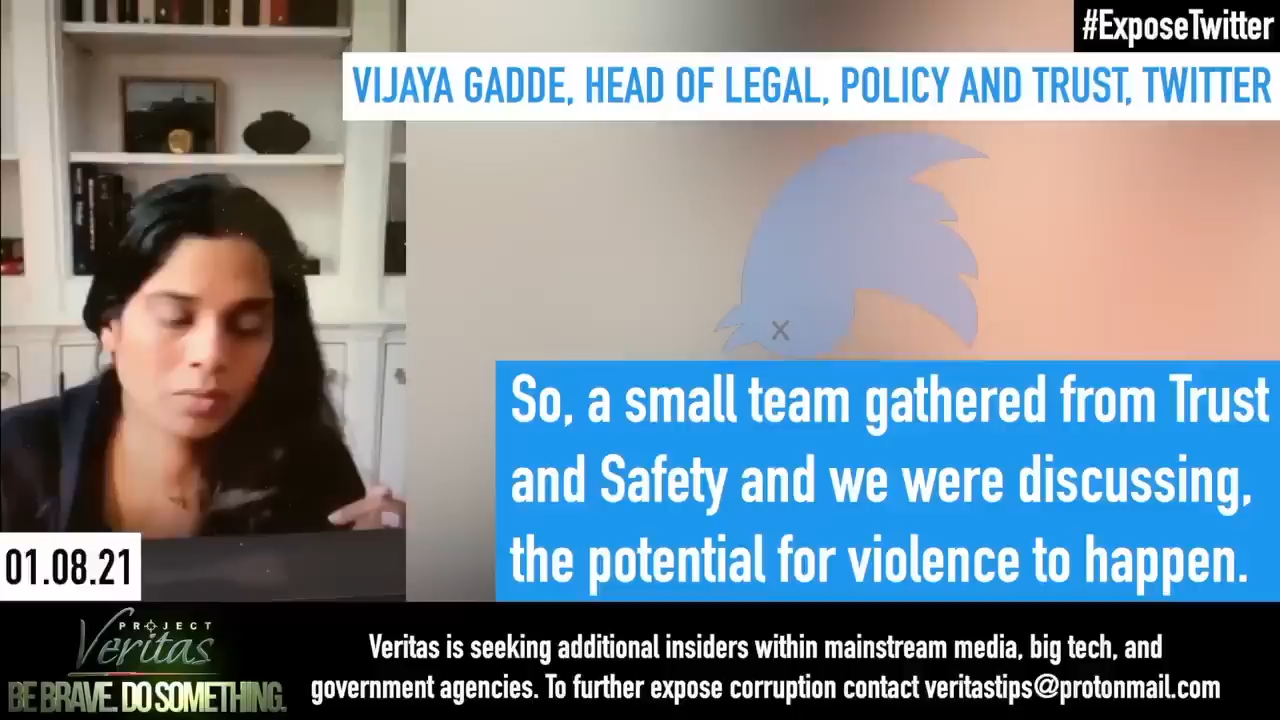 #ExposeTwitter
VIJAYA GADDE, HEAD OF LEGAL, POLICY AND TRUST, TWITTER
X
So, a small team gathered from Trust
and Safety and we were discussing,
the potential for violence to happen.
01.08.21
PROJECT
Veritas
BE BRAVE. DO SOMETHING.
Veritas is seeking additional insiders within mainstream media, big tech, and
government agencies. To further expose corruption contact veritastips@protonmail.com